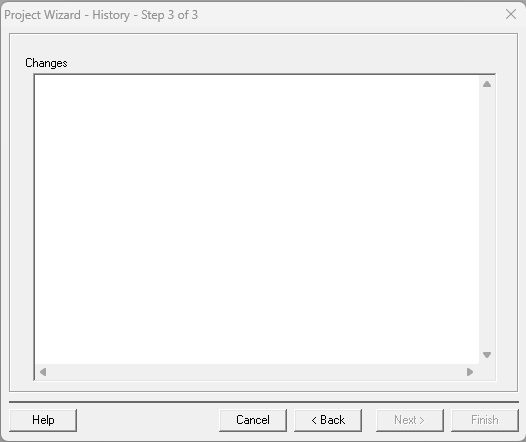 Project Wizard - History - Step 3 of 3
Changes
Help
Cancel
< Back
Next >
Finish